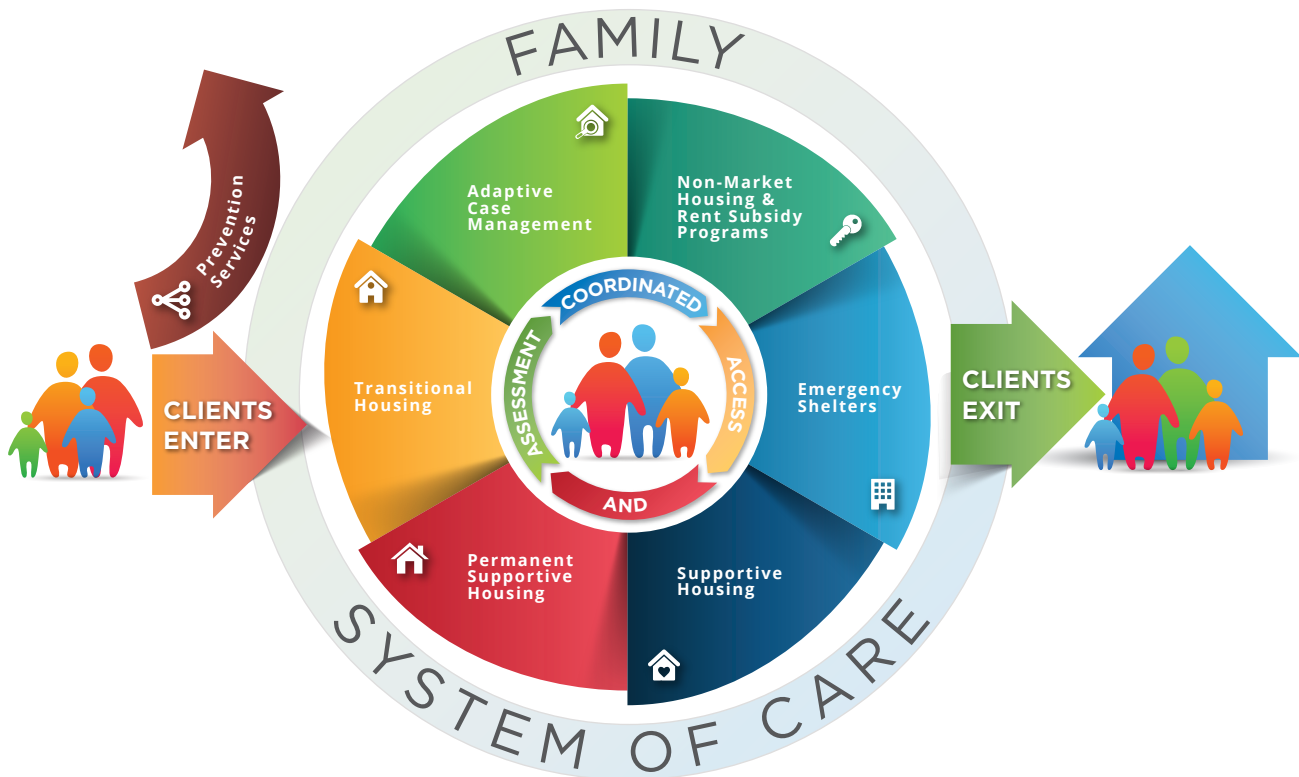 FAMILY
Prevention
Services
Adaptive
Case
Management
Non-Market
Housing &
Rent Subsidy
Programs
COORDINATED
ACCESS
AND
ASSESSMENT
CLIENTS
ENTER
Transitional
Housing
Emergency
Shelters
CLIENTS
EXIT
Permanent
Supportive
Housing
Supportive
Housing
SYSTEM OF CARE